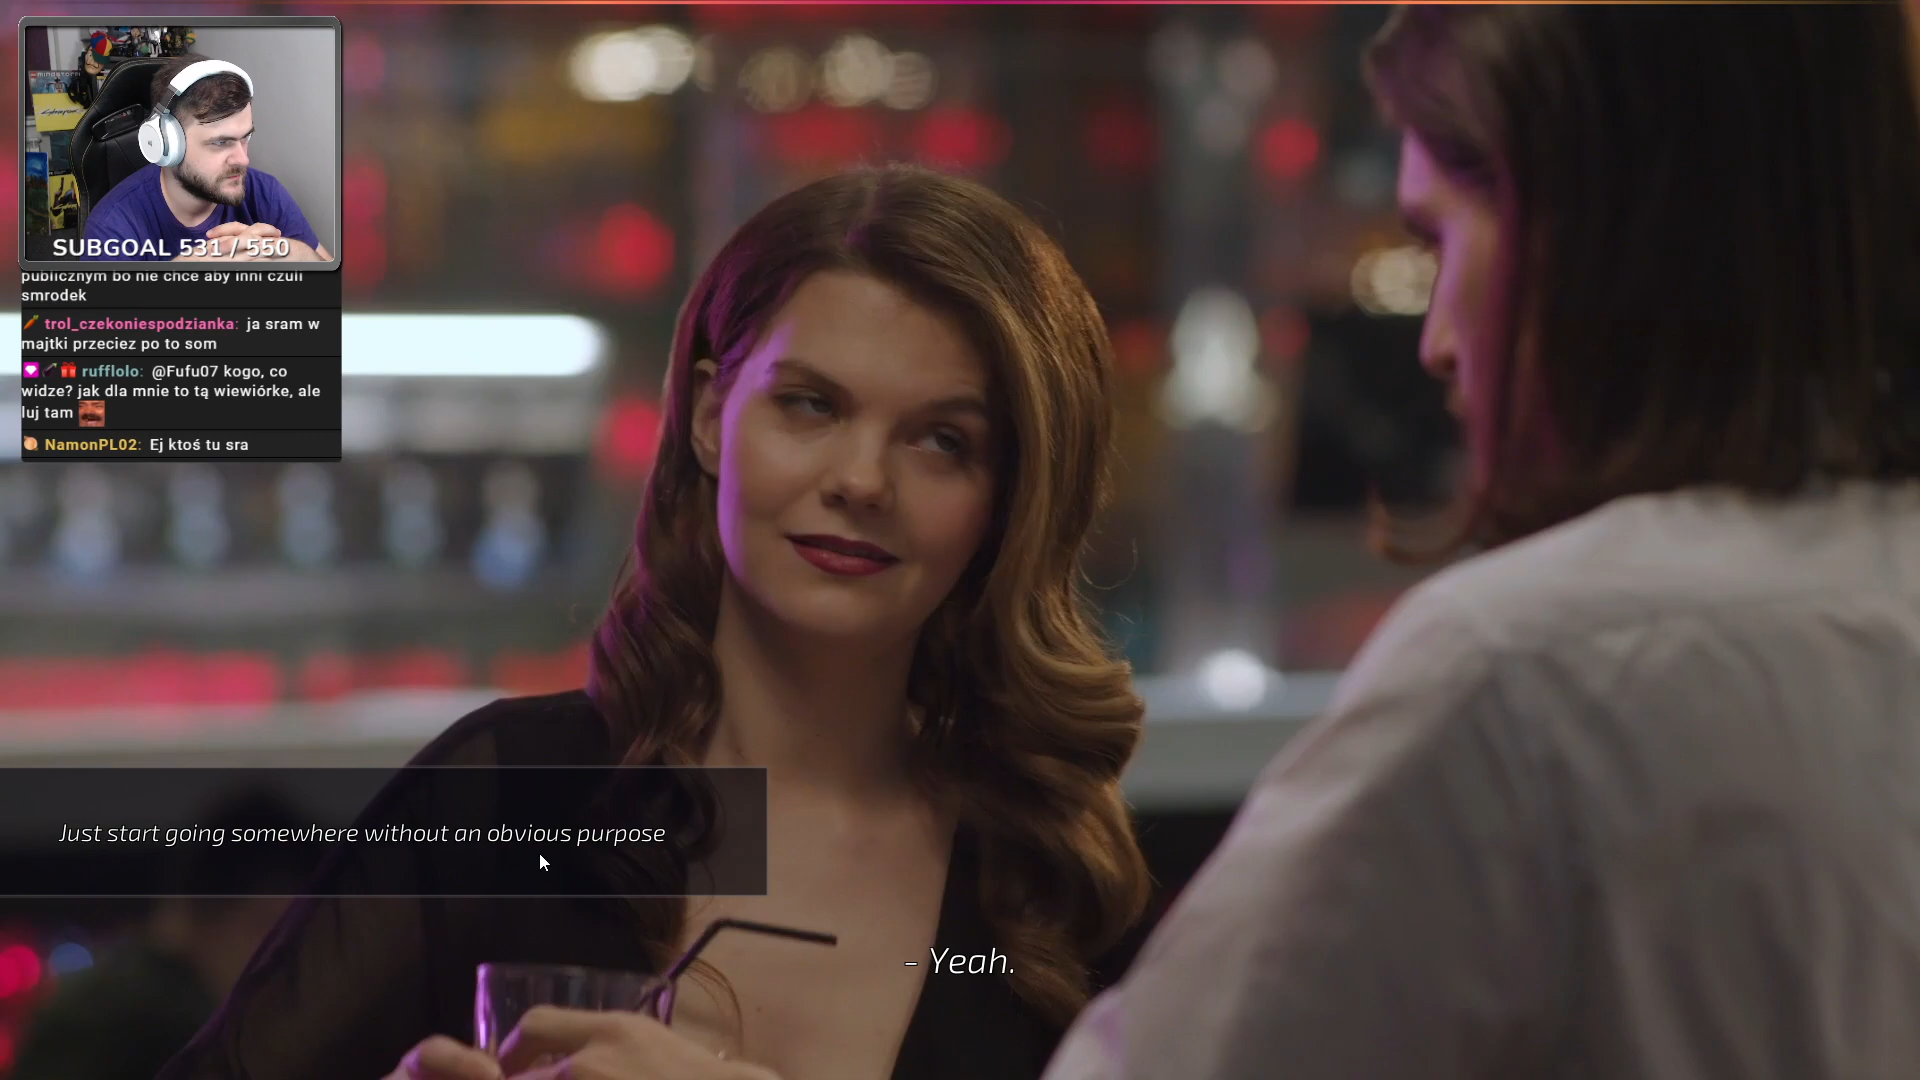 SUBGOAL 531 / 550
publicznym bo nie chce aby inni czuli
smrodek
trol_czekoniespodzianka: ja sram w
majtki przeciez po to som
rufflolo: @Fufu07 kogo, co
widze? jak dla mnie to tą wiewiórke, ale
luj tam
NamonPL02: Ej ktoś tu sra
Just start going somewhere without an obvious purpose
- Yeah.